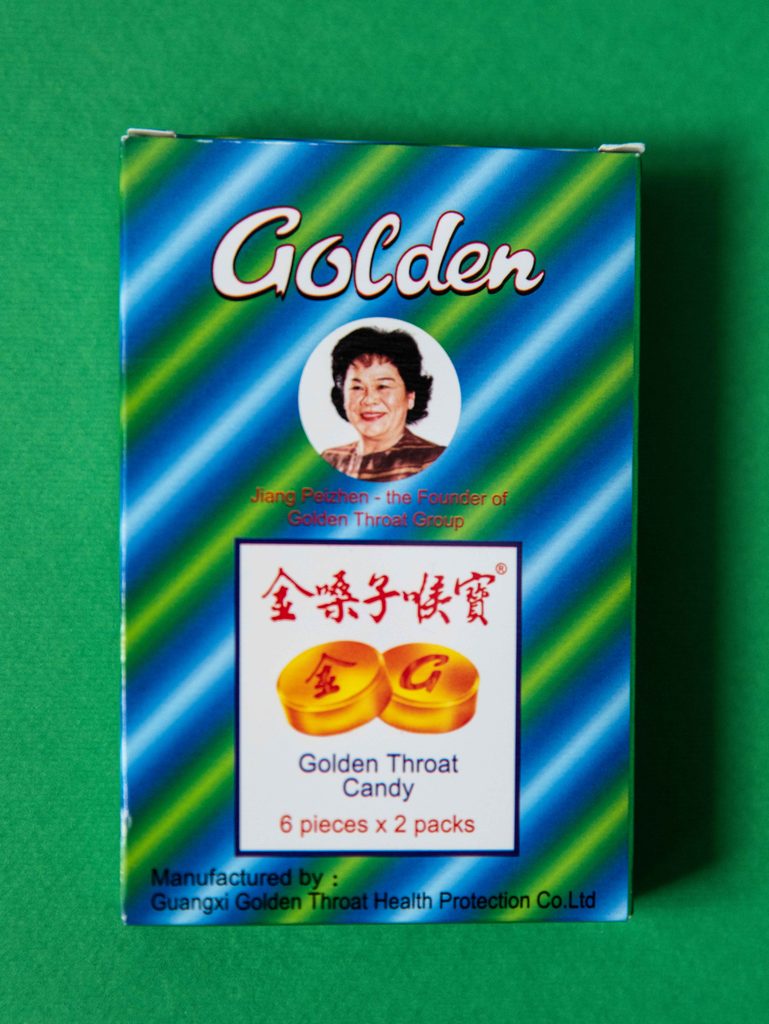 Golden
Jiang Peizhen - the Founder of
Golden Throat Group
金嗓子喉寶®
金 G
Golden Throat
Candy
6 pieces x 2 packs
Manufactured by：
Guangxi Golden Throat Health Protection Co.Ltd